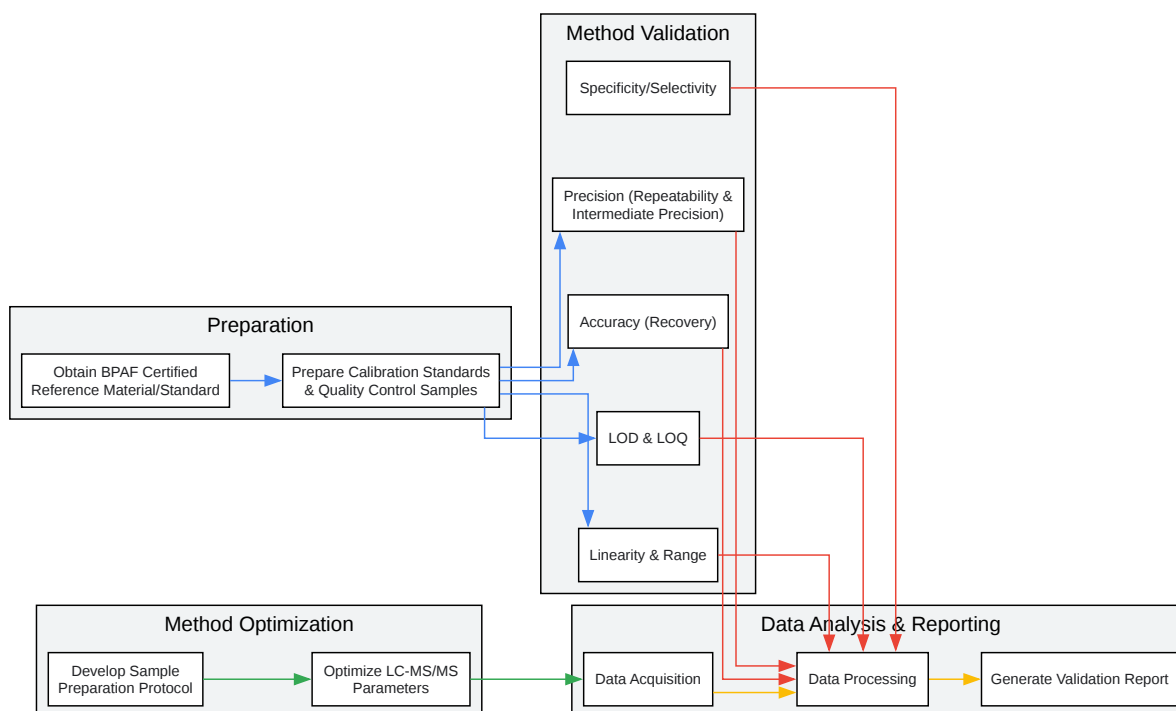 Method Validation
Specificity/Selectivity
Precision (Repeatability &
Intermediate Precision)
Accuracy (Recovery)
LOD & LOQ
Linearity & Range
Preparation
Obtain BPAF Certified
Reference Material/Standard
Prepare Calibration Standards
& Quality Control Samples
Method Optimization
Develop Sample
Preparation Protocol
Optimize LC-MS/MS
Parameters
Data Analysis & Reporting
Data Acquisition
Data Processing
Generate Validation Report